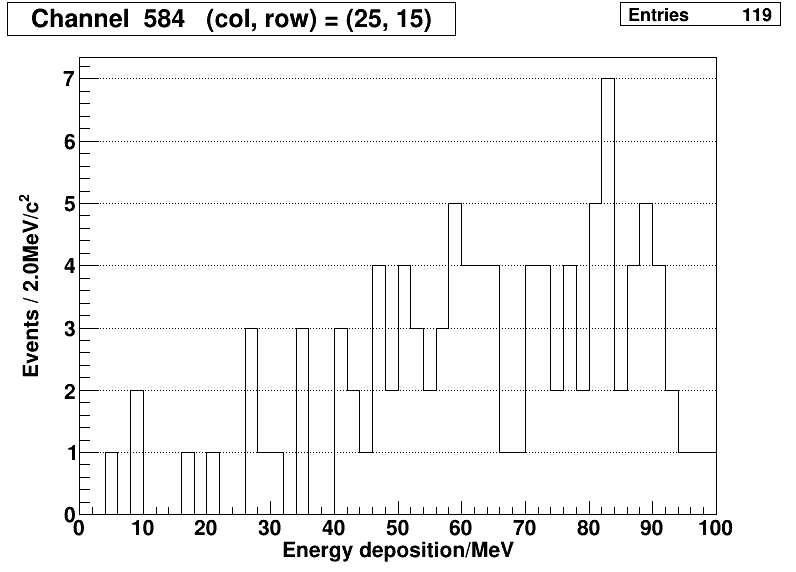 Channel 584 (col, row) = (25, 15)
Entries 119
7
6
5
4
3
2
1
0
Events / 2.0MeV/c²
0 10 20 30 40 50 60 70 80 90 100
Energy deposition/MeV